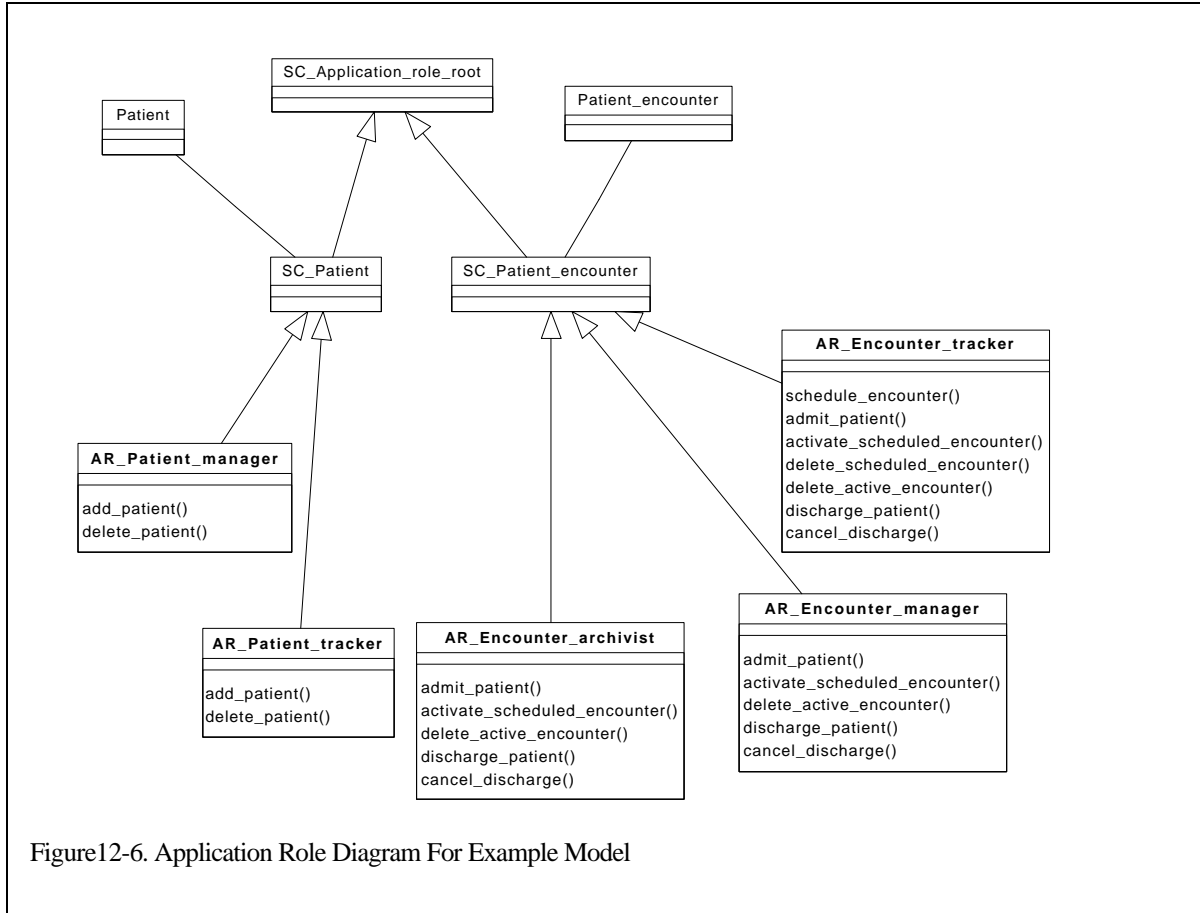 SC_Application_role_root
Patient
Patient_encounter
SC_Patient
SC_Patient_encounter
AR_Encounter_tracker
schedule_encounter()
admit_patient()
activate_scheduled_encounter()
delete_scheduled_encounter()
delete_active_encounter()
discharge_patient()
cancel_discharge()
AR_Patient_manager
add_patient()
delete_patient()
AR_Patient_tracker
add_patient()
delete_patient()
AR_Encounter_archivist
admit_patient()
activate_scheduled_encounter()
delete_active_encounter()
discharge_patient()
cancel_discharge()
AR_Encounter_manager
admit_patient()
activate_scheduled_encounter()
delete_active_encounter()
discharge_patient()
cancel_discharge()
Figure12-6. Application Role Diagram For Example Model